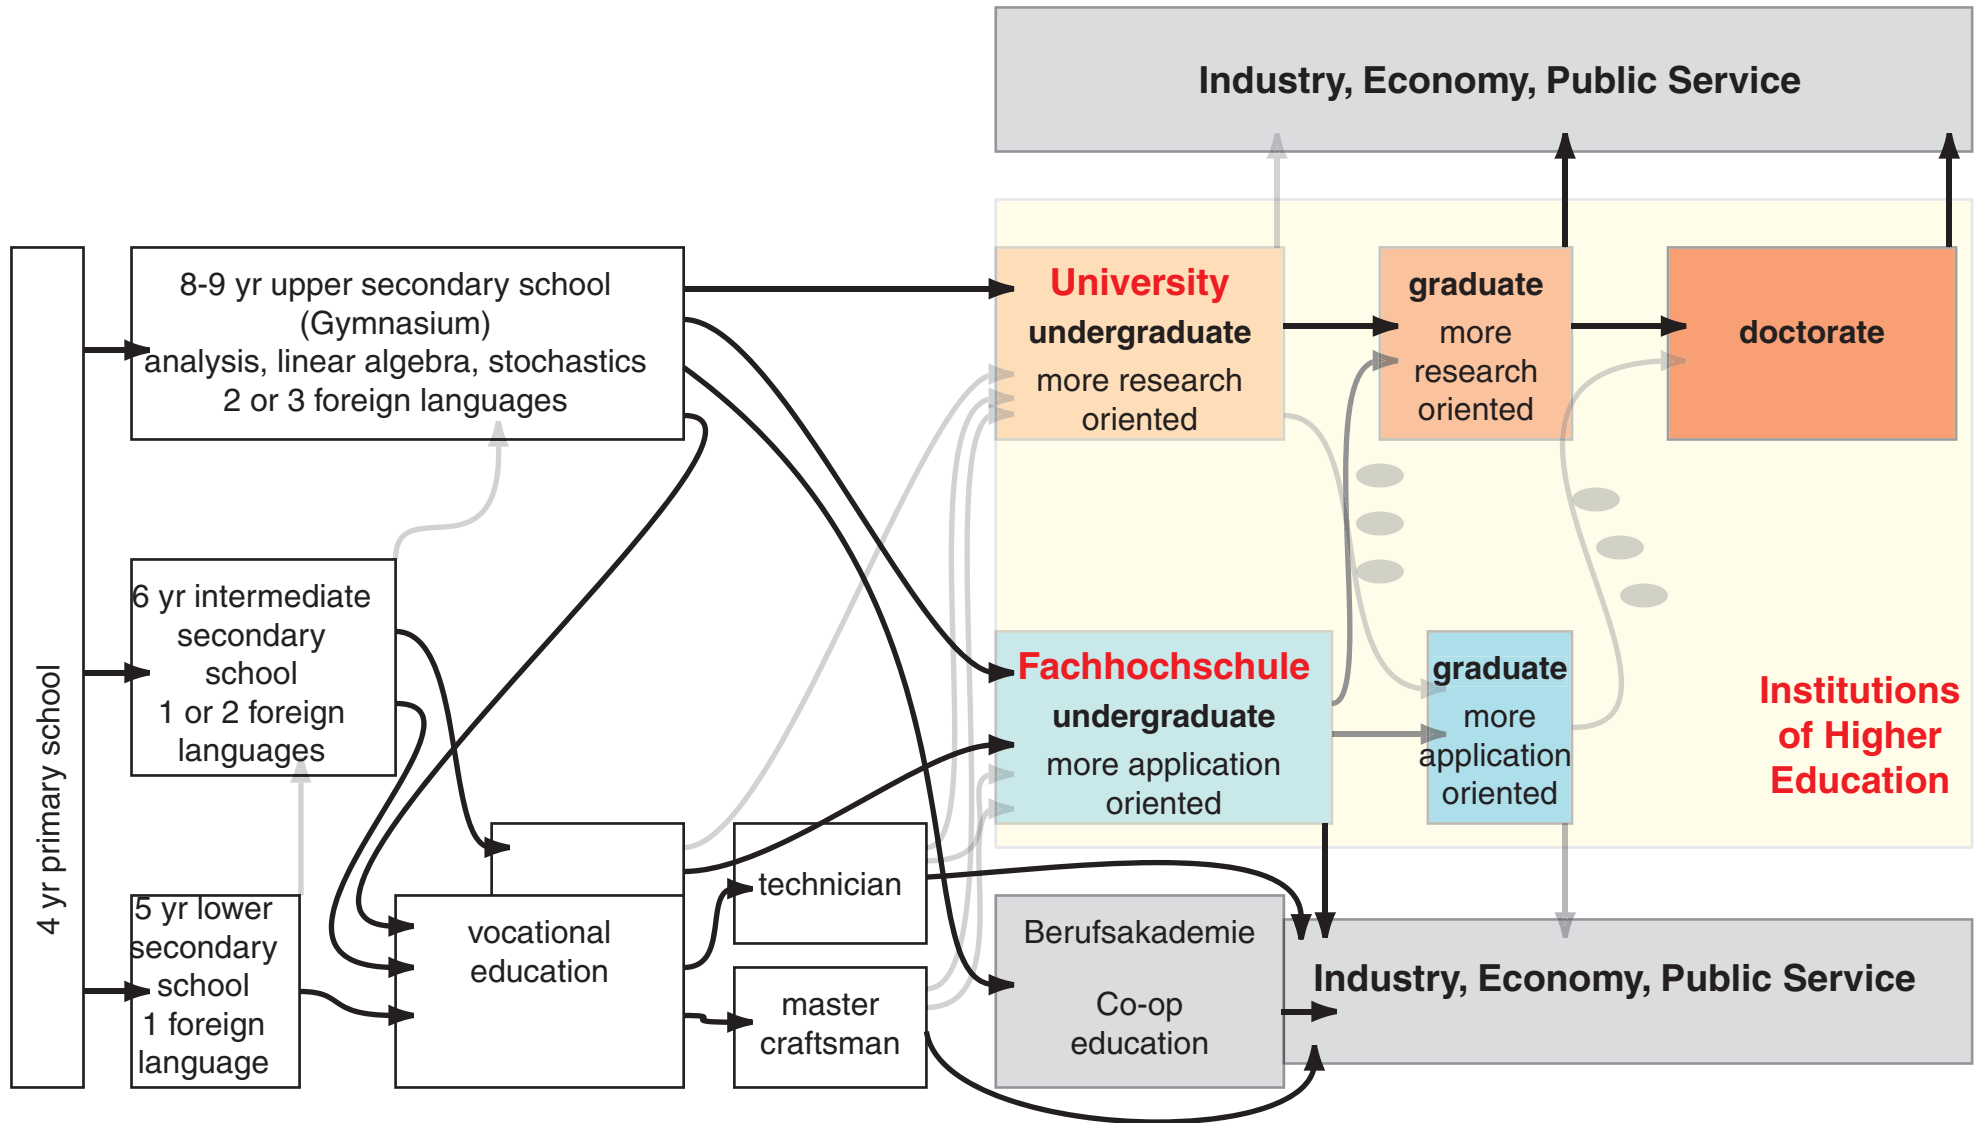 Industry, Economy, Public Service
4 yr primary school
8-9 yr upper secondary school
(Gymnasium)
analysis, linear algebra, stochastics
2 or 3 foreign languages
University
undergraduate
more research
oriented
graduate
more
research
oriented
doctorate
6 yr intermediate
secondary
school
1 or 2 foreign
languages
Fachhochschule
undergraduate
more application
oriented
graduate
more
application
oriented
Institutions
of Higher
Education
5 yr lower
secondary
school
1 foreign
language
vocational
education
technician
master
craftsman
Berufsakademie
Co-op
education
Industry, Economy, Public Service